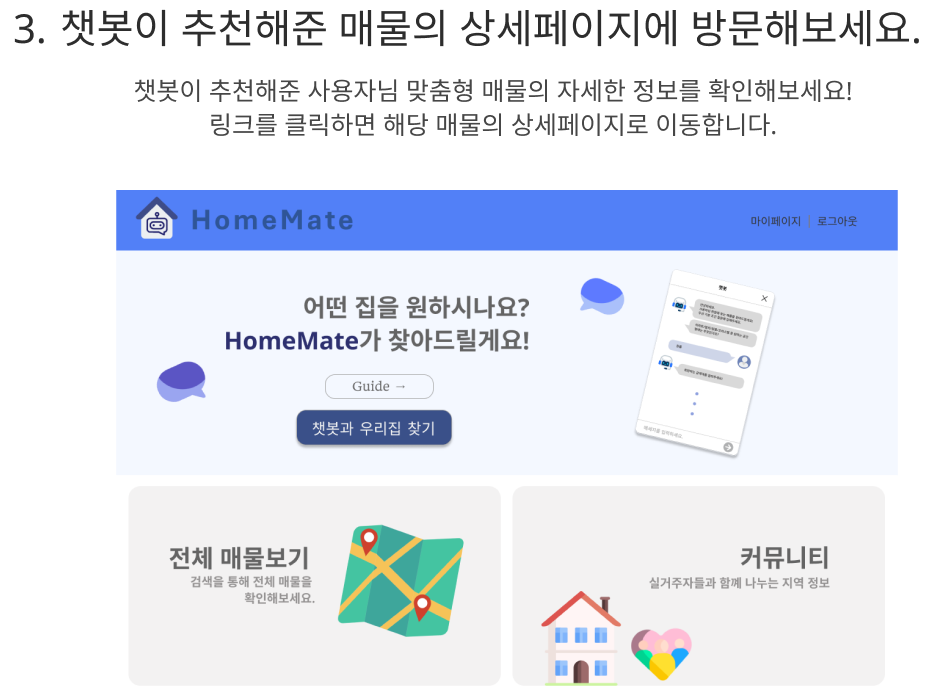 3. 챗봇이 추천해준 매물의 상세페이지에 방문해보세요.
챗봇이 추천해준 사용자님 맞춤형 매물의 자세한 정보를 확인해보세요!
링크를 클릭하면 해당 매물의 상세페이지로 이동합니다.
HomeMate
마이페이지 로그아웃
어떤 집을 원하시나요?
HomeMate가 찾아드릴게요!
Guide →
챗봇과 우리집 찾기
챗봇
전체 매물보기
검색을 통해 전체 매물을
확인해보세요.
커뮤니티
실거주자들과 함께 나누는 지역 정보